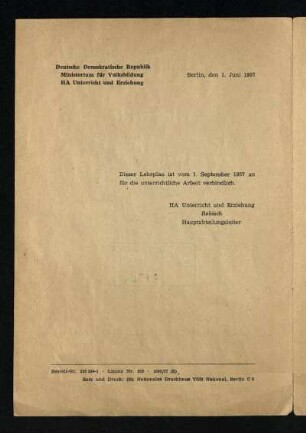 Deutsche Demokratische Republik
Ministerium für Volksbildung
HA Unterricht und Erziehung
Berlin, den 1. Juni 1957
Dieser Lehrplan ist vom 1. September 1957 an
für die unterrichtliche Arbeit verbindlich.
HA Unterricht und Erziehung
Hauptabteilungsleiter
Lizenz Nr.
Satz und Druck: Nationales Druckhaus VOB National, Berlin C 2